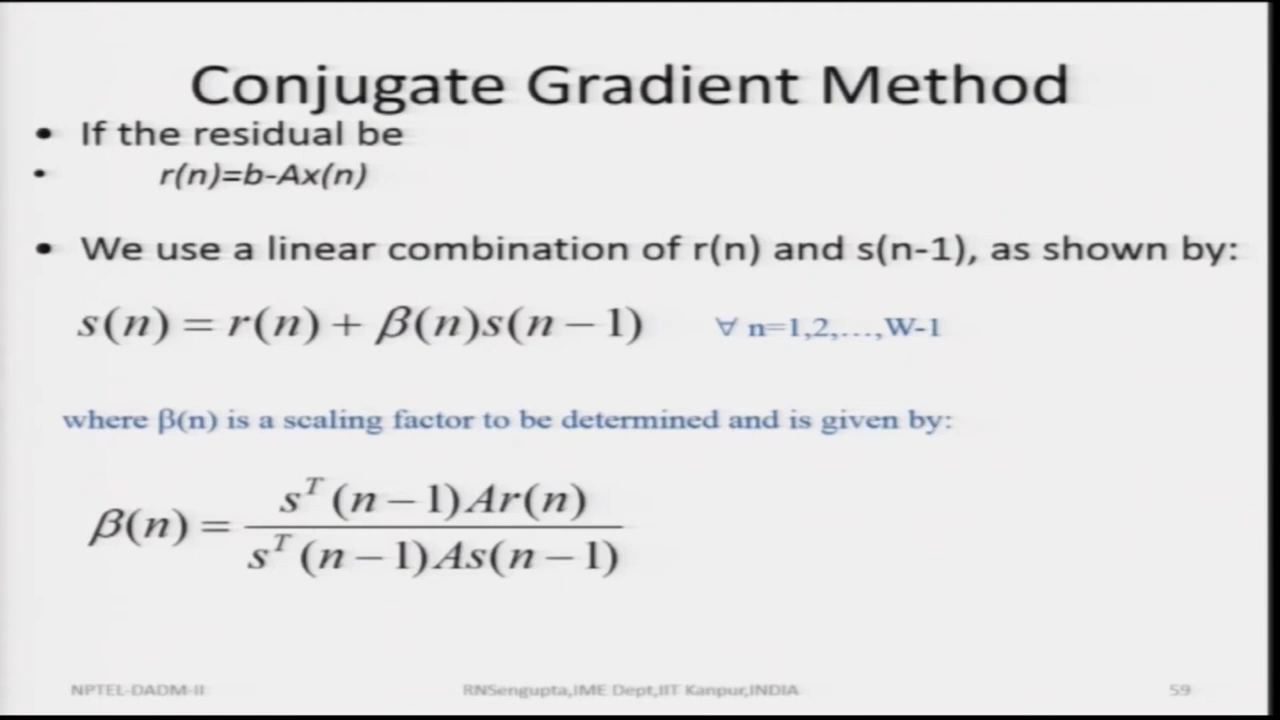 Conjugate Gradient Method
• If the residual be
• r(n)=b-Ax(n)
• We use a linear combination of r(n) and s(n-1), as shown by:
s(n) = r(n) + β(n)s(n − 1) ∀ n=1,2,…,W-1
where β(n) is a scaling factor to be determined and is given by:
β(n) = s^T (n − 1)Ar(n) / s^T (n − 1)As(n − 1)
NPTEL-DADM-II RNSengupta,IME Dept,IIT Kanpur,INDIA 59